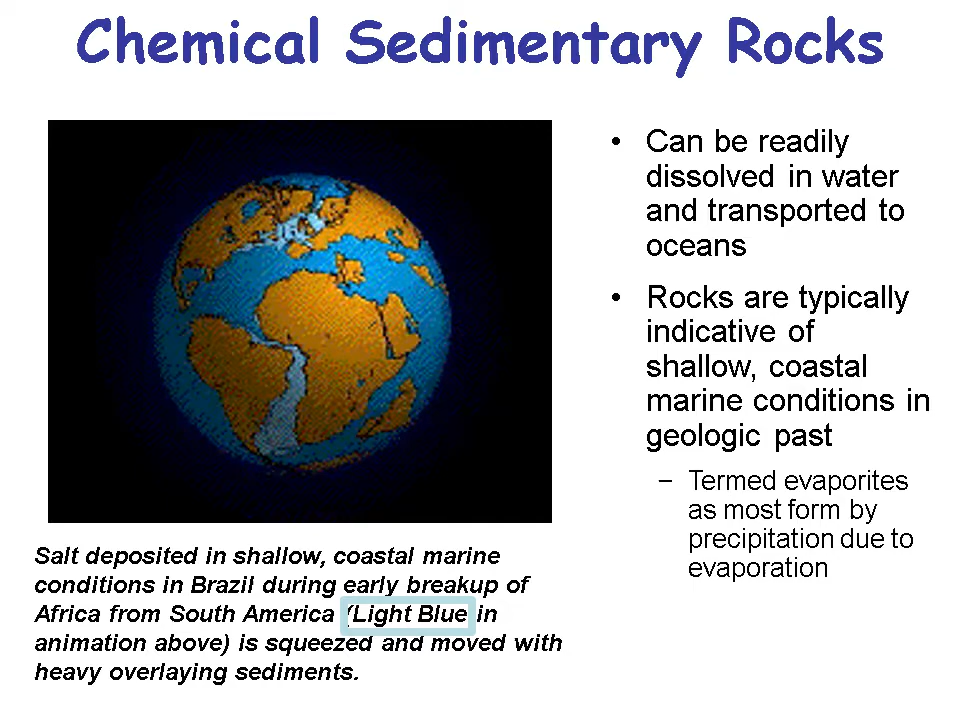 Chemical Sedimentary Rocks
• Can be readily
dissolved in water
and transported to
oceans
• Rocks are typically
indicative of
shallow, coastal
marine conditions in
geologic past
– Termed evaporites
as most form by
precipitation due to
evaporation
Salt deposited in shallow, coastal marine
conditions in Brazil during early breakup of
Africa from South America (Light Blue in
animation above) is squeezed and moved with
heavy overlaying sediments.